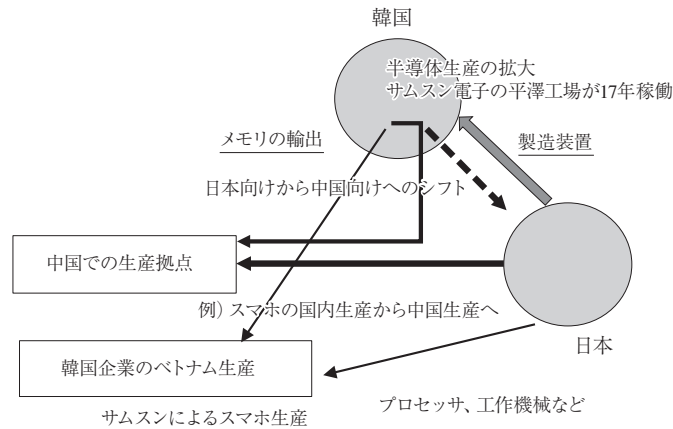 韓国
半導体生産の拡大
サムスン電子の平澤工場が17年稼働
メモリの輸出
製造装置
日本向けから中国向けへのシフト
中国での生産拠点
例）スマホの国内生産から中国生産へ
日本
韓国企業のベトナム生産
プロセッサ、工作機械など
サムスンによるスマホ生産